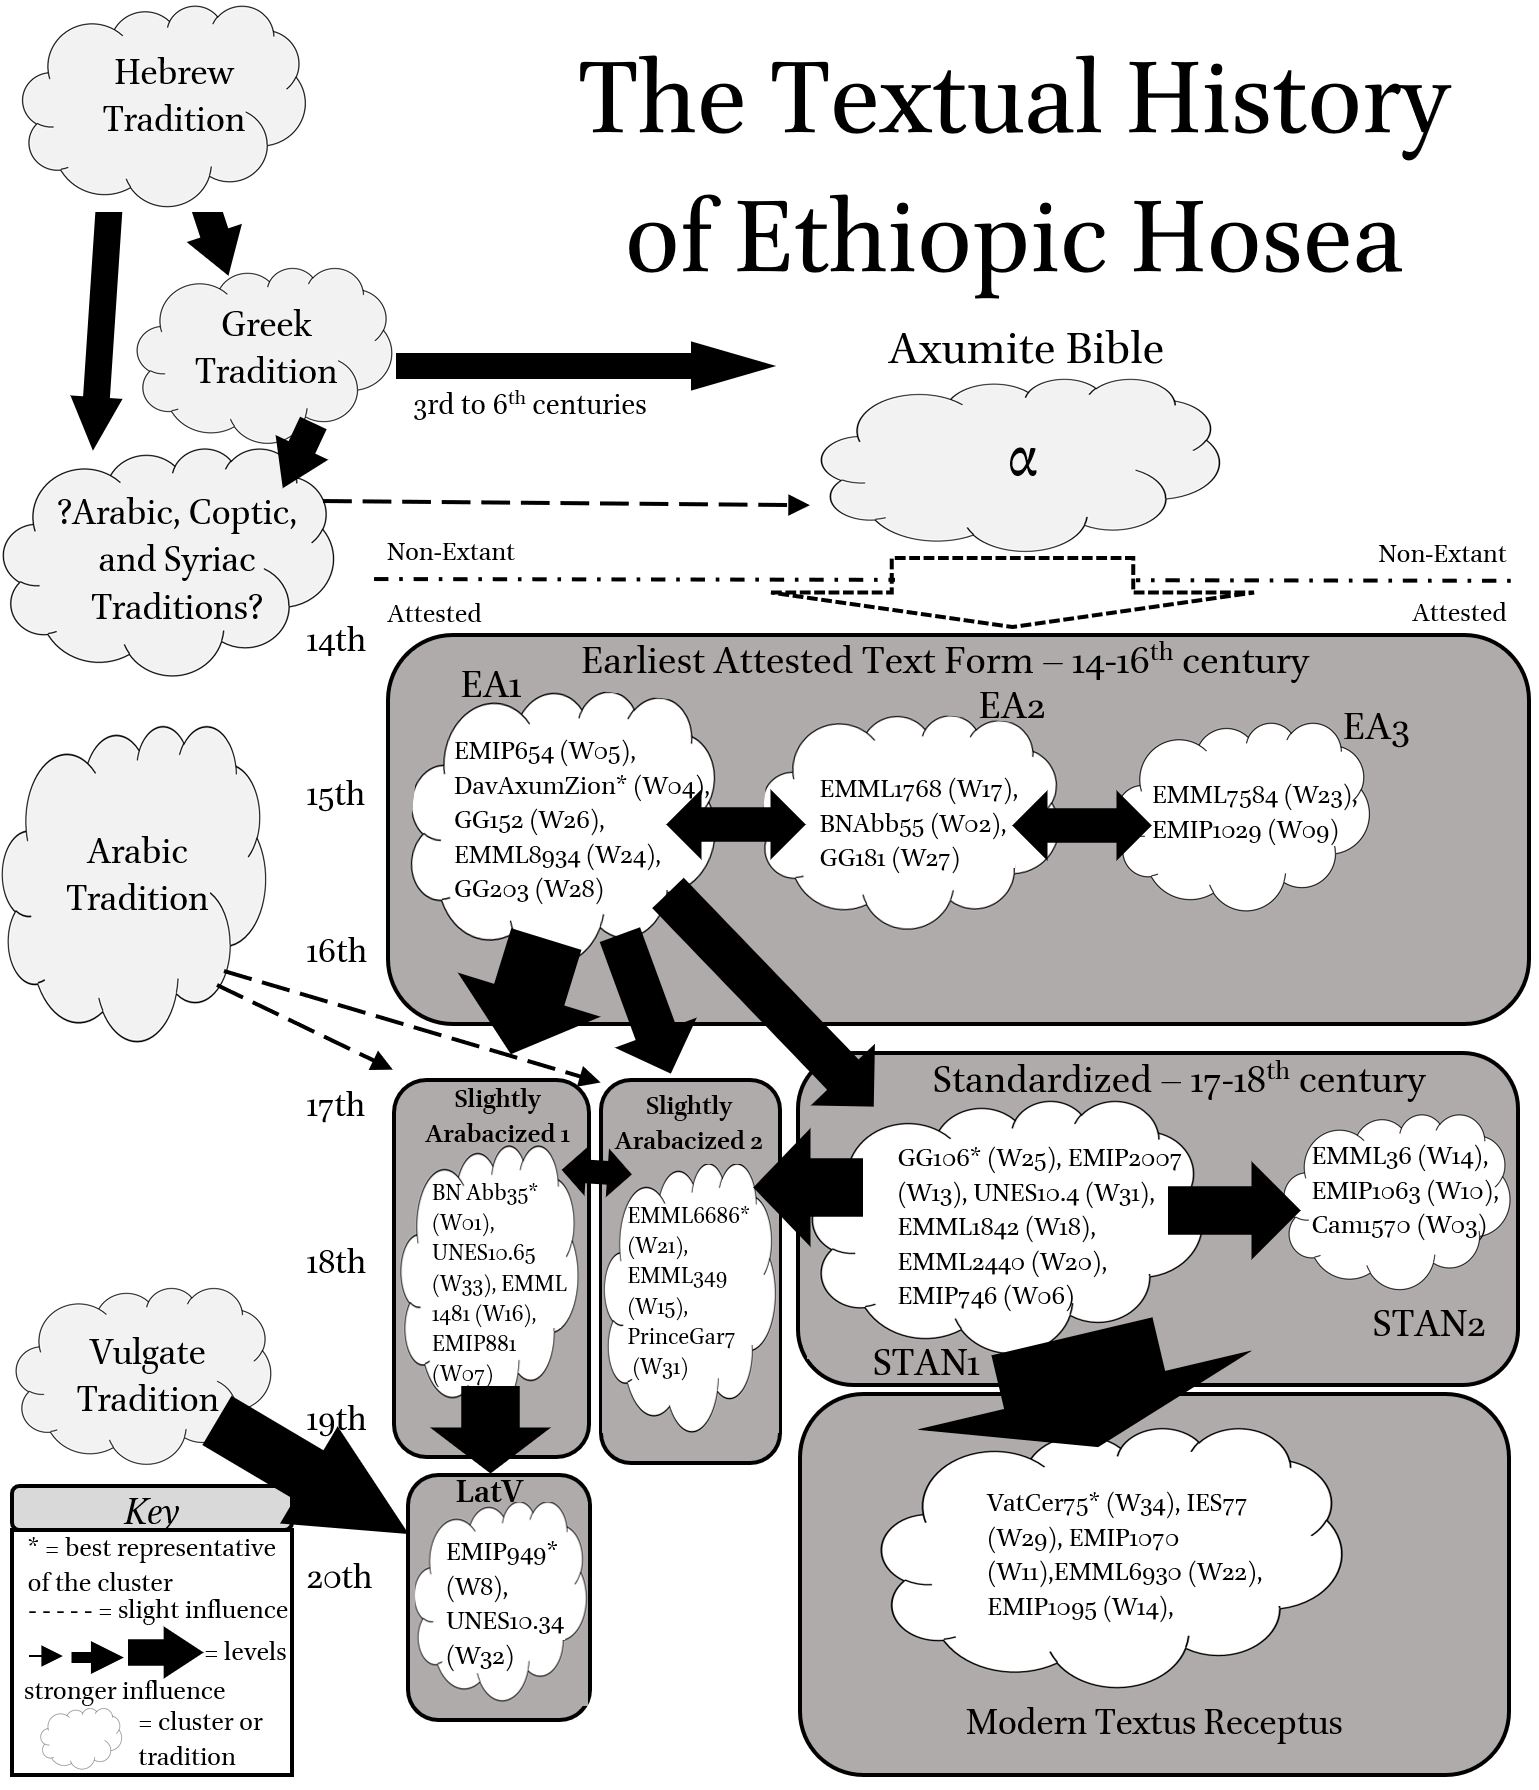 The Textual History
of Ethiopic Hosea
Hebrew
Tradition
Greek
Tradition
3rd to 6th centuries
Axumite Bible
α
?Arabic, Coptic,
and Syriac
Traditions?
Non-Extant
Non-Extant
Attested
Attested
14th
15th
16th
17th
18th
19th
20th
Earliest Attested Text Form – 14-16th century
EA1
EMIP654 (W05),
DavAxumZion* (W04),
GG152 (W26),
EMML8934 (W24),
GG203 (W28)
EA2
EMML1768 (W17),
BNAbb55 (W02),
GG181 (W27)
EA3
EMML7584 (W23),
EMIP1029 (W09)
Arabic
Tradition
Slightly
Arabacized 1
BN Abb35*
(W01),
UNES10.65
(W33), EMML
1481 (W16),
EMIP881
(W07)
Slightly
Arabacized 2
EMML6686*
(W21),
EMML349
(W15),
PrinceGar7
(W31)
Standardized – 17-18th century
GG106* (W25), EMIP2007
(W13), UNES10.4 (W31),
EMML1842 (W18),
EMML2440 (W20),
EMIP746 (W06)
STAN1
EMML36 (W14),
EMIP1063 (W10),
Cam1570 (W03)
STAN2
Vulgate
Tradition
LatV
EMIP949*
(W8),
UNES10.34
(W32)
VatCer75* (W34), IES77
(W29), EMIP1070
(W11),EMML6930 (W22),
EMIP1095 (W14),
Modern Textus Receptus
Key
* = best representative
of the cluster
- - - - - = slight influence
= levels
stronger influence
= cluster or
tradition